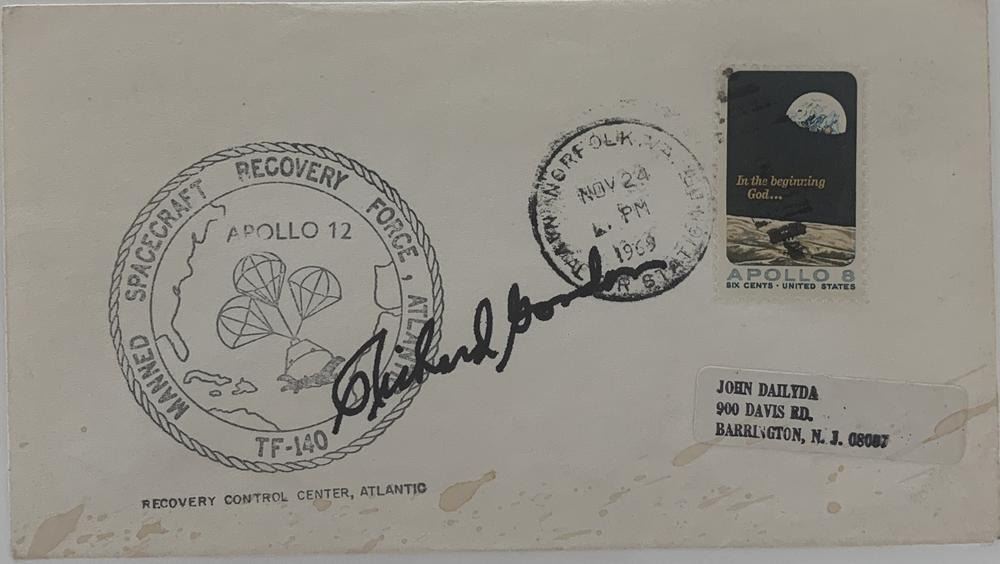 MANNED SPACECRAFT RECOVERY FORCE, ATLANTIC
APOLLO 12
TF-140
RECOVERY CONTROL CENTER, ATLANTIC
Richard Gordon
NORFOLK, VA.
NOV 24
PM
1969
STATION
In the beginning
God...
APOLLO 8
SIX CENTS · UNITED STATES
JOHN DAILYDA
900 DAVIS RD.
BARRINGTON, N. J. 08007